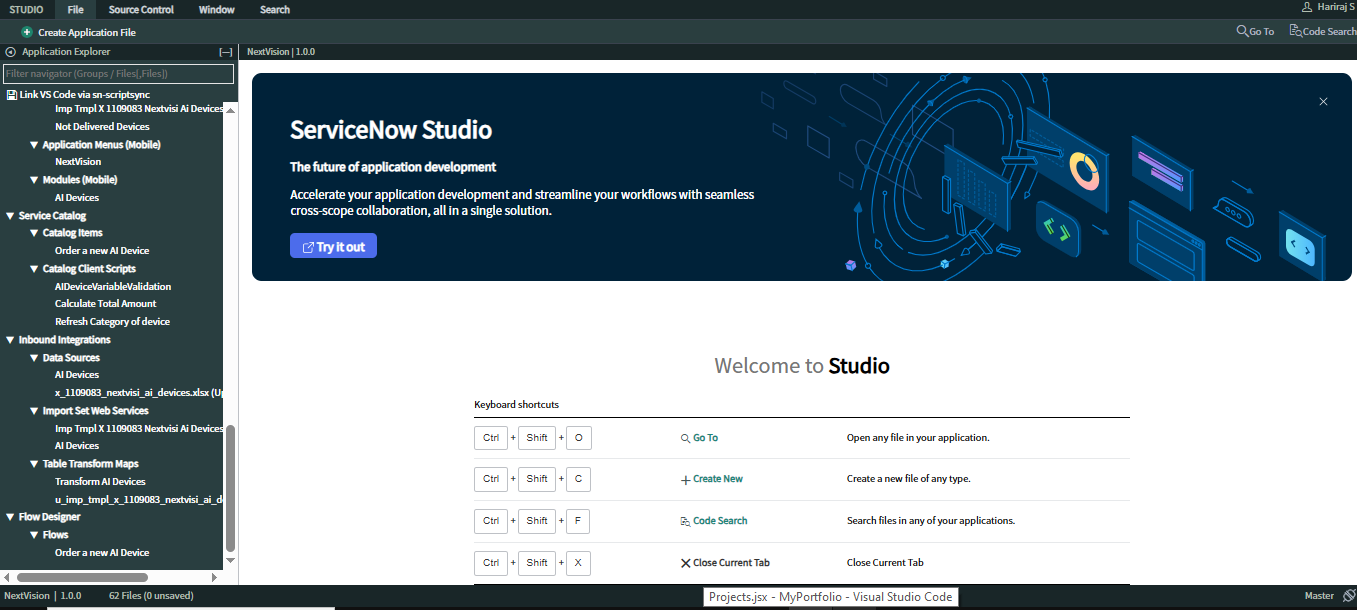 STUDIO File Source Control Window Search Hariraj S
Create Application File Go To Code Search
Application Explorer [—] NextVision | 1.0.0
Filter navigator (Groups / Files[,Files])
Link VS Code via sn-scriptsync
Imp Tmpl X 1109083 Nextvisi Ai Devices
Not Delivered Devices
Application Menus (Mobile)
NextVision
Modules (Mobile)
AI Devices
Service Catalog
Catalog Items
Order a new AI Device
Catalog Client Scripts
AIDeviceVariableValidation
Calculate Total Amount
Refresh Category of device
Inbound Integrations
Data Sources
AI Devices
x_1109083_nextvisi_ai_devices.xlsx (Up
Import Set Web Services
Imp Tmpl X 1109083 Nextvisi Ai Devices
AI Devices
Table Transform Maps
Transform AI Devices
u_imp_tmpl_x_1109083_nextvisi_ai_d
Flow Designer
Flows
Order a new AI Device
ServiceNow Studio
The future of application development
Accelerate your application development and streamline your workflows with seamless
cross-scope collaboration, all in a single solution.
Try it out
Welcome to Studio
Keyboard shortcuts
Ctrl + Shift + O Go To Open any file in your application.
Ctrl + Shift + C Create New Create a new file of any type.
Ctrl + Shift + F Code Search Search files in any of your applications.
Ctrl + Shift + X Close Current Tab Close Current Tab
NextVision | 1.0.0 62 Files (0 unsaved) Projects.jsx - MyPortfolio - Visual Studio Code Master